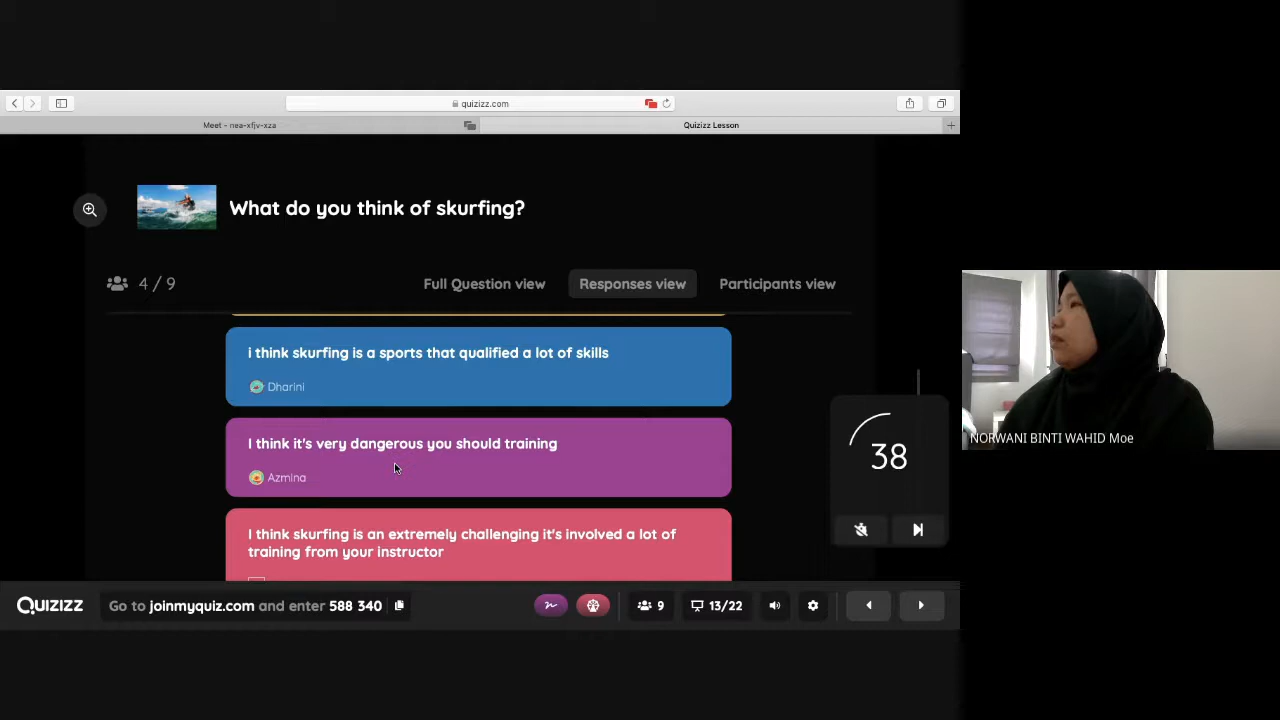 quizizz.com
Meet - nea-xfjv-xza
Quizizz Lesson
What do you think of skurfing?
4 / 9
Full Question view
Responses view
Participants view
i think skurfing is a sports that qualified a lot of skills
Dharini
I think it's very dangerous you should training
Azmina
38
I think skurfing is an extremely challenging it's involved a lot of
training from your instructor
NORWANI BINTI WAHID Moe
QUIZIZZ
Go to joinmyquiz.com and enter 588 340
9
13/22